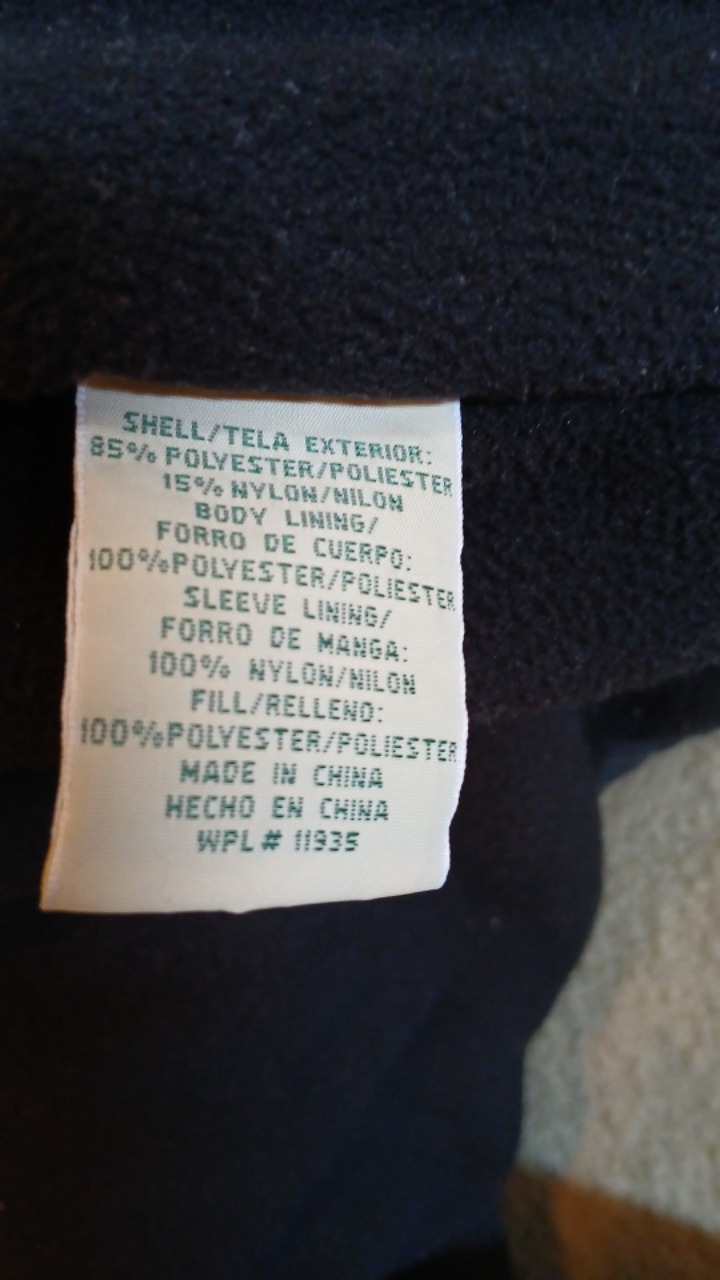 SHELL/TELA EXTERIOR:
85% POLYESTER/POLIESTER
15% NYLON/NILON
BODY LINING/
FORRO DE CUERPO:
100%POLYESTER/POLIESTER
SLEEVE LINING/
FORRO DE MANGA:
100% NYLON/NILON
FILL/RELLENO:
100%POLYESTER/POLIESTER
MADE IN CHINA
HECHO EN CHINA
WPL# 11935